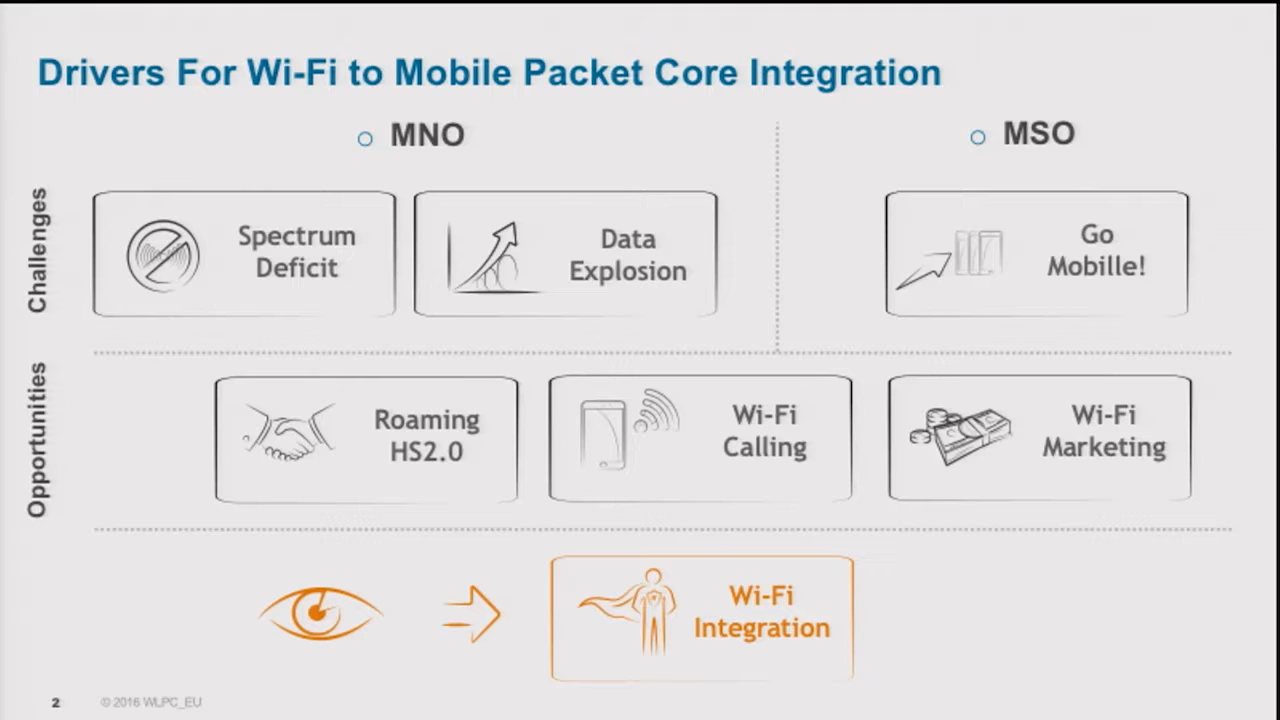 Drivers For Wi-Fi to Mobile Packet Core Integration
MNO
MSO
Challenges
Spectrum
Deficit
Data
Explosion
Go
Mobille!
Opportunities
Roaming
HS2.0
Wi-Fi
Calling
Wi-Fi
Marketing
Wi-Fi
Integration
2
© 2016 WLPC_EU